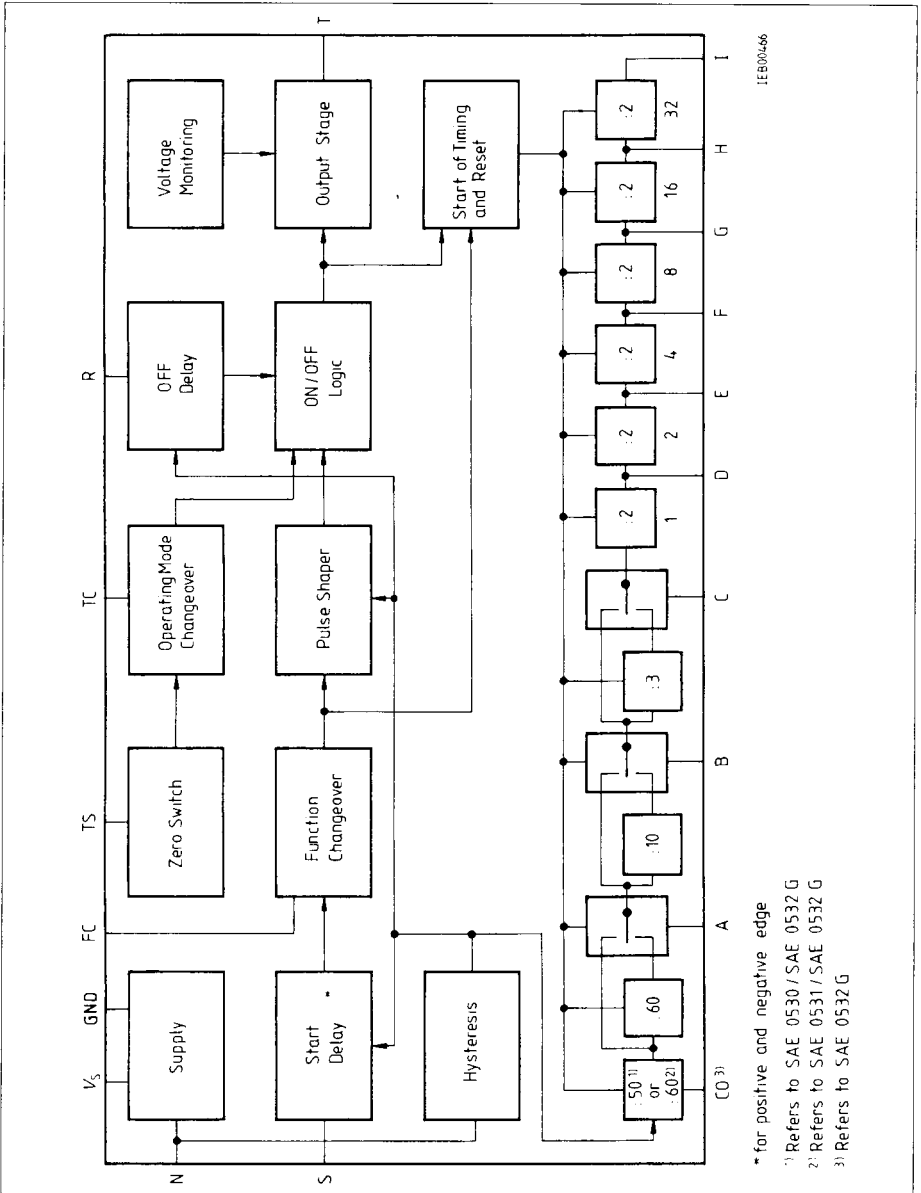 Vs
GND
FC
TS
TC
R
N
S
T
Supply
Zero Switch
Operating Mode
Changeover
OFF
Delay
Voltage
Monitoring
Start *
Delay
Function
Changeover
Pulse Shaper
ON/OFF
Logic
Output Stage
Hysteresis
Start of Timing
and Reset
:50 1)
or
:60 2)
:60
:10
:3
:2
:2
:2
:2
:2
:2
1
2
4
8
16
32
CO 3)
A
B
C
D
E
F
G
H
I
* for positive and negative edge
1) Refers to SAE 0530 / SAE 0532 G
2) Refers to SAE 0531 / SAE 0532 G
3) Refers to SAE 0532 G
IEB00466